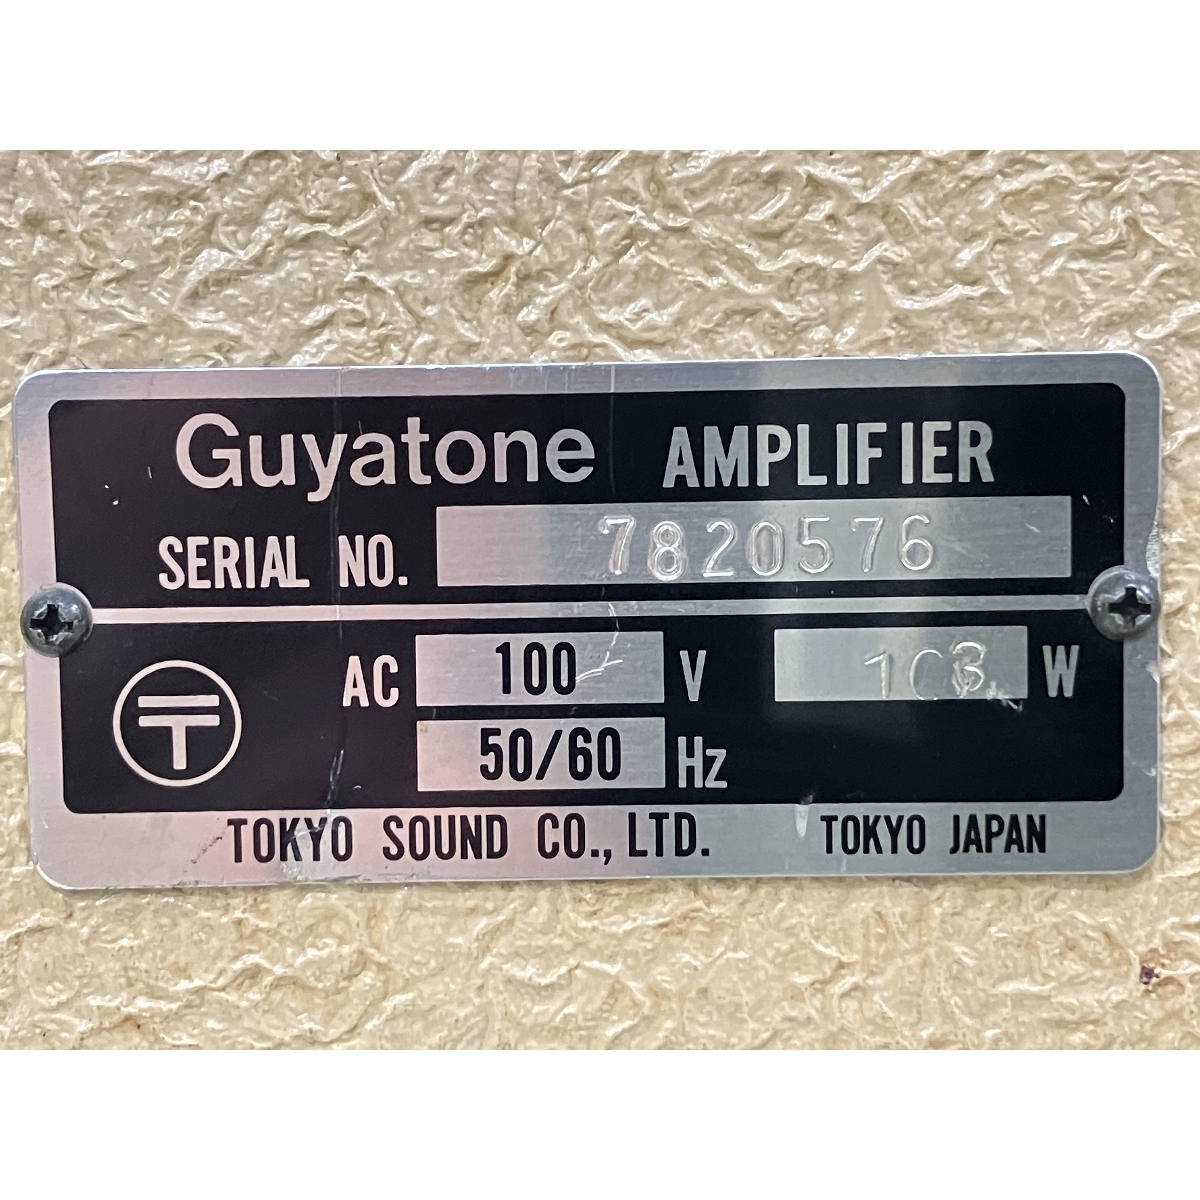 Guyatone AMPLIFIER
SERIAL NO. 7820576
AC 100 V W
50/60 Hz
TOKYO SOUND CO., LTD. TOKYO JAPAN